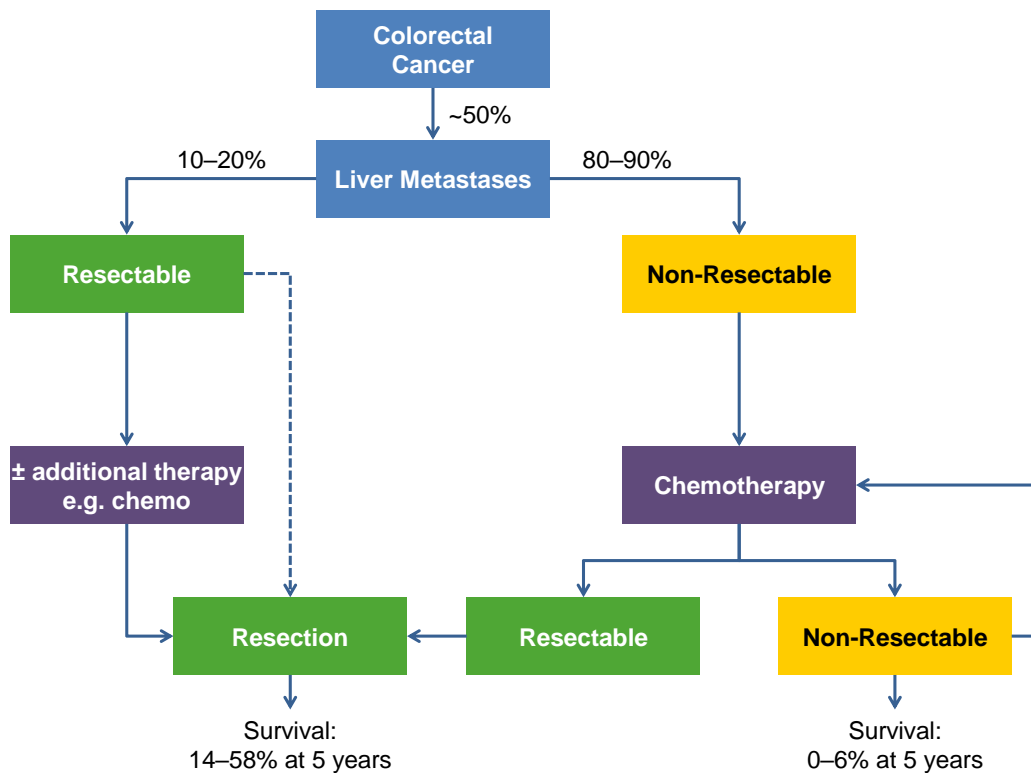 Colorectal
Cancer
~50%
10–20%
80–90%
Liver Metastases
Resectable
Non-Resectable
± additional therapy
e.g. chemo
Chemotherapy
Resection
Resectable
Non-Resectable
Survival:
14–58% at 5 years
Survival:
0–6% at 5 years